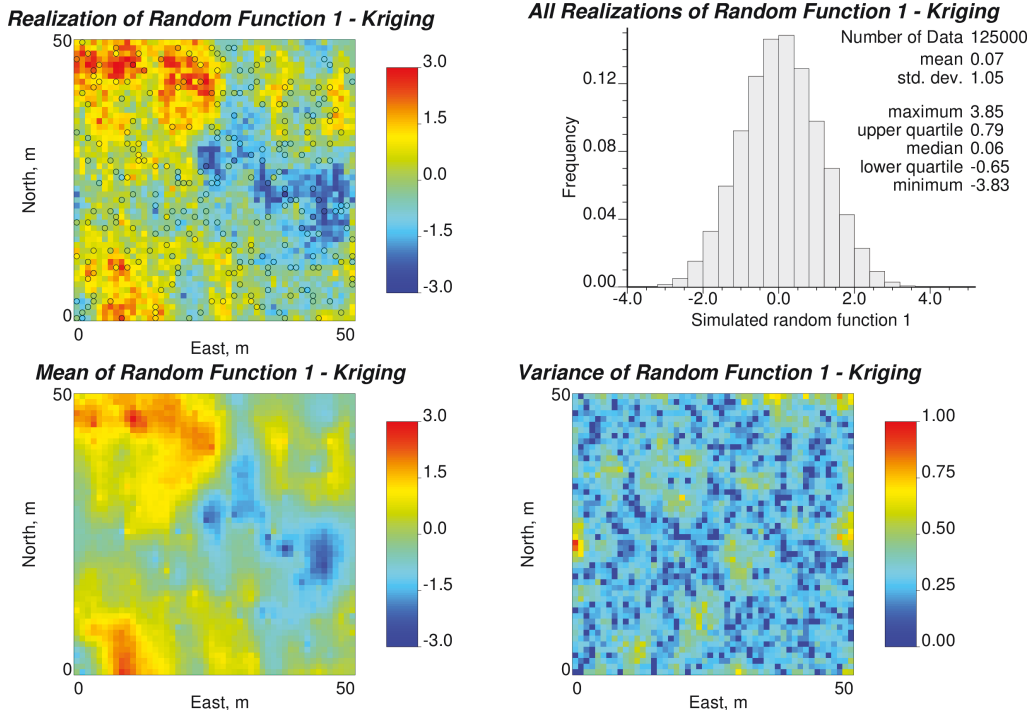 Realization of Random Function 1 - Kriging
50
North, m
0
0
50
East, m
3.0
1.5
0.0
-1.5
-3.0
All Realizations of Random Function 1 - Kriging
Number of Data 125000
mean 0.07
std. dev. 1.05
maximum 3.85
upper quartile 0.79
median 0.06
lower quartile -0.65
minimum -3.83
Frequency
0.12
0.08
0.04
0.00
-4.0 -2.0 0.0 2.0 4.0
Simulated random function 1
Mean of Random Function 1 - Kriging
50
North, m
0
0
50
East, m
3.0
1.5
0.0
-1.5
-3.0
Variance of Random Function 1 - Kriging
50
North, m
0
0
50
East, m
1.00
0.75
0.50
0.25
0.00